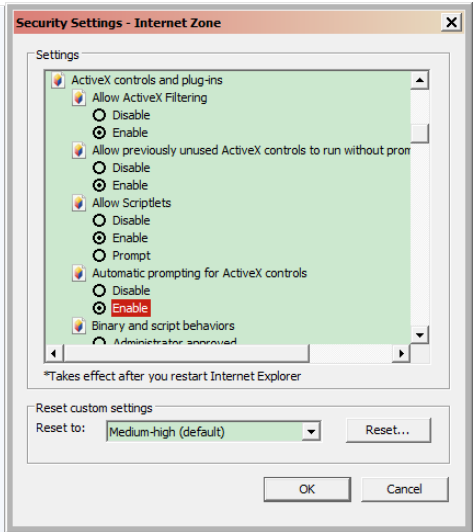 Security Settings - Internet Zone
Settings
ActiveX controls and plug-ins
Allow ActiveX Filtering
Disable
Enable
Allow previously unused ActiveX controls to run without prom
Disable
Enable
Allow Scriptlets
Disable
Enable
Prompt
Automatic prompting for ActiveX controls
Disable
Enable
Binary and script behaviors
Administrator approved
*Takes effect after you restart Internet Explorer
Reset custom settings
Reset to: Medium-high (default) Reset...
OK Cancel